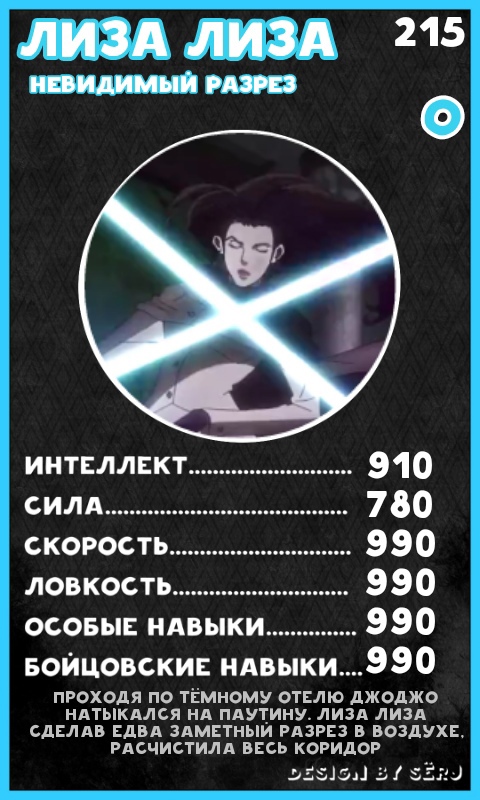 ЛИЗА ЛИЗА
215
НЕВИДИМЫЙ РАЗРЕЗ
О
ИНТЕЛЛЕКТ.................................. 910
СИЛА.................................................. 780
СКОРОСТЬ..................................... 990
ЛОВКОСТЬ.................................... 990
ОСОБЫЕ НАВЫКИ.................. 990
БОЙЦОВСКИЕ НАВЫКИ.... 990
ПРОХОДЯ ПО ТЁМНОМУ ОТЕЛЮ ДЖОДЖО
НАТЫКАЛСЯ НА ПАУТИНУ. ЛИЗА ЛИЗА
СДЕЛАВ ЕДВА ЗАМЕТНЫЙ РАЗРЕЗ В ВОЗДУХЕ,
РАСЧИСТИЛА ВЕСЬ КОРИДОР
DESIGN BY SЁRJ